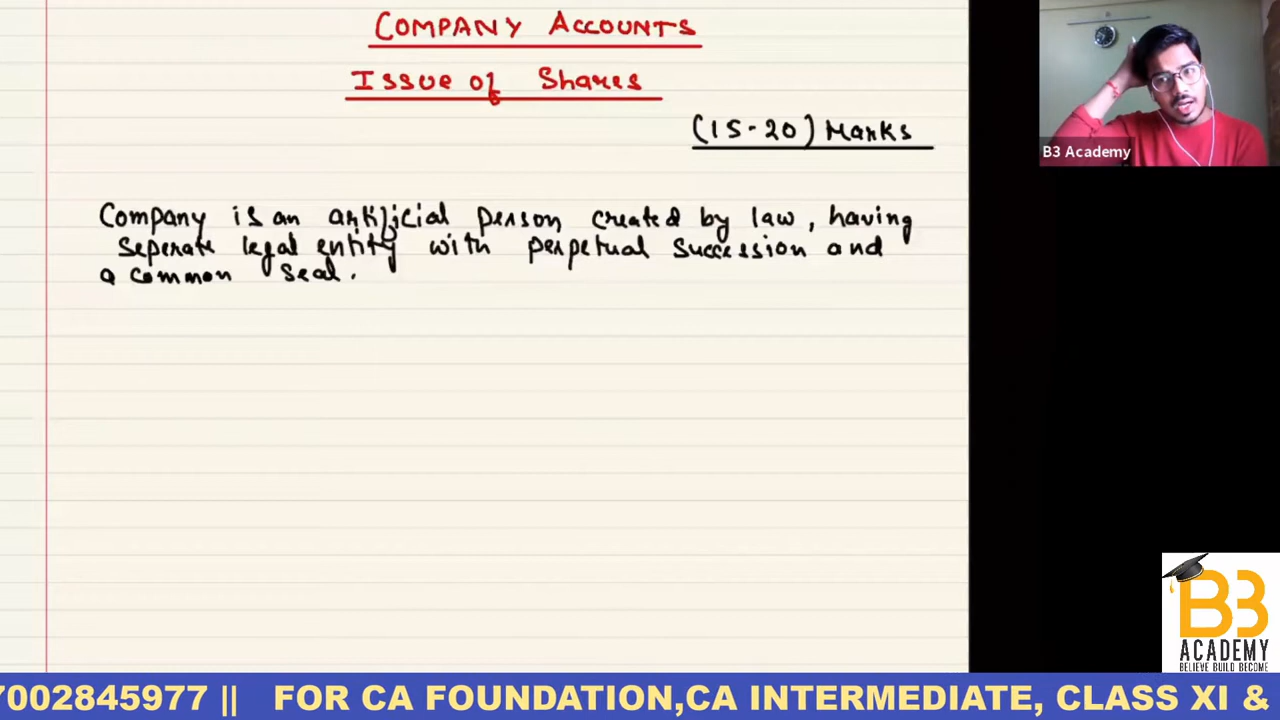 COMPANY ACCOUNTS
Issue of Shares
(15-20) Marks
Company is an artificial person created by law, having
seperate legal entity with perpetual succession and
a common seal.
B3 Academy
B3
ACADEMY
BELIEVE BUILD BECOME
7002845977 || FOR CA FOUNDATION,CA INTERMEDIATE, CLASS XI &